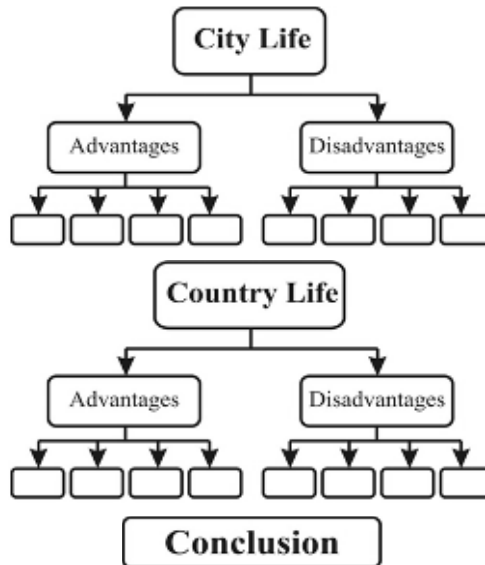 City Life
Advantages
Disadvantages
Country Life
Advantages
Disadvantages
Conclusion